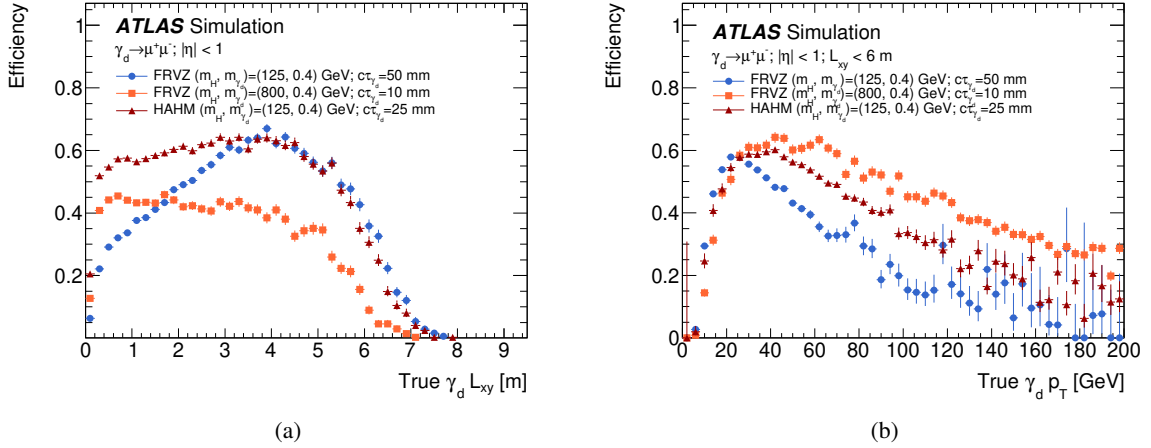 ATLAS Simulation
γd→μ+μ-; |η| < 1
FRVZ (mH, mγd)=(125, 0.4) GeV; cτγd=50 mm
FRVZ (mH, mγd)=(800, 0.4) GeV; cτγd=10 mm
HAHM (mH, mγd)=(125, 0.4) GeV; cτγd=25 mm
Efficiency
1
0.8
0.6
0.4
0.2
0 1 2 3 4 5 6 7 8 9
True γd Lxy [m]
(a)
ATLAS Simulation
γd→μ+μ-; |η| < 1; Lxy < 6 m
FRVZ (mH, mγd)=(125, 0.4) GeV; cτγd=50 mm
FRVZ (mH, mγd)=(800, 0.4) GeV; cτγd=10 mm
HAHM (mH, mγd)=(125, 0.4) GeV; cτγd=25 mm
Efficiency
1
0.8
0.6
0.4
0.2
0 20 40 60 80 100 120 140 160 180 200
True γd pT [GeV]
(b)